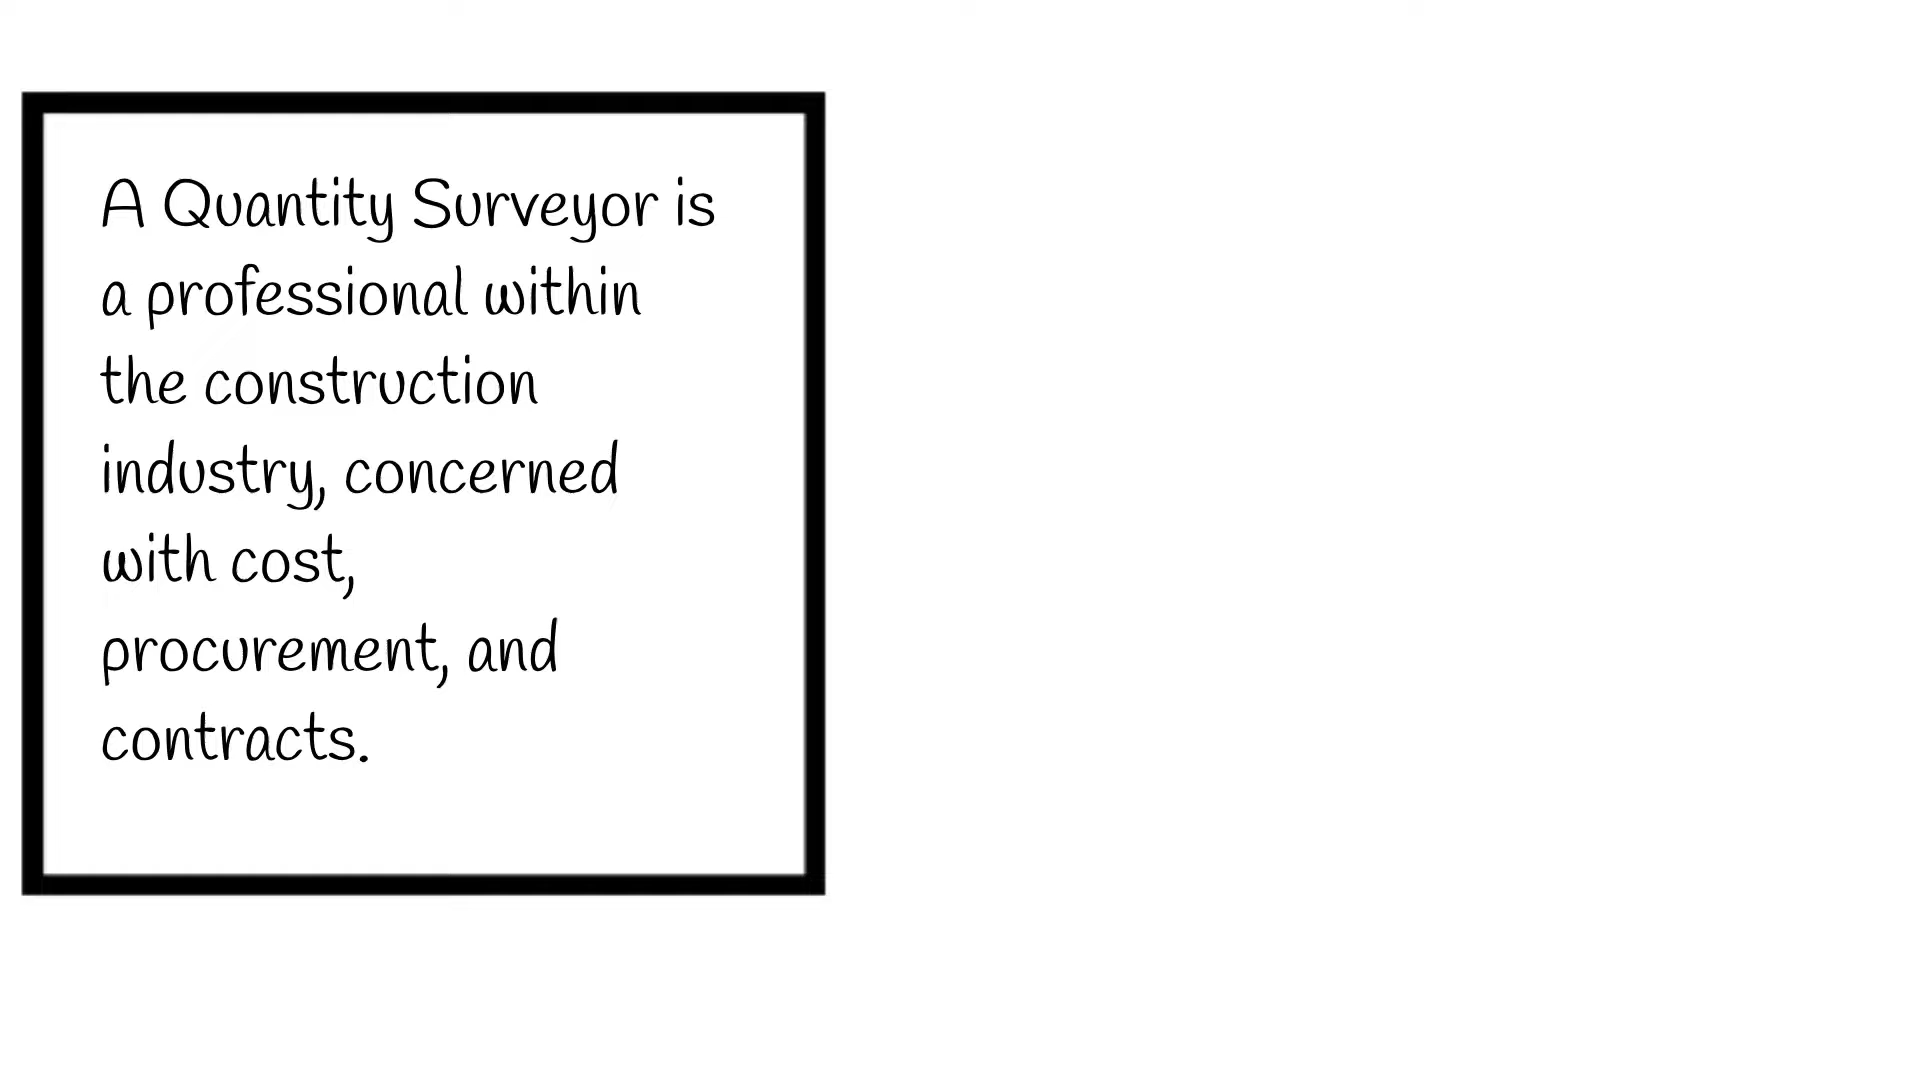 A Quantity Surveyor is
a professional within
the construction
industry, concerned
with cost,
procurement, and
contracts.